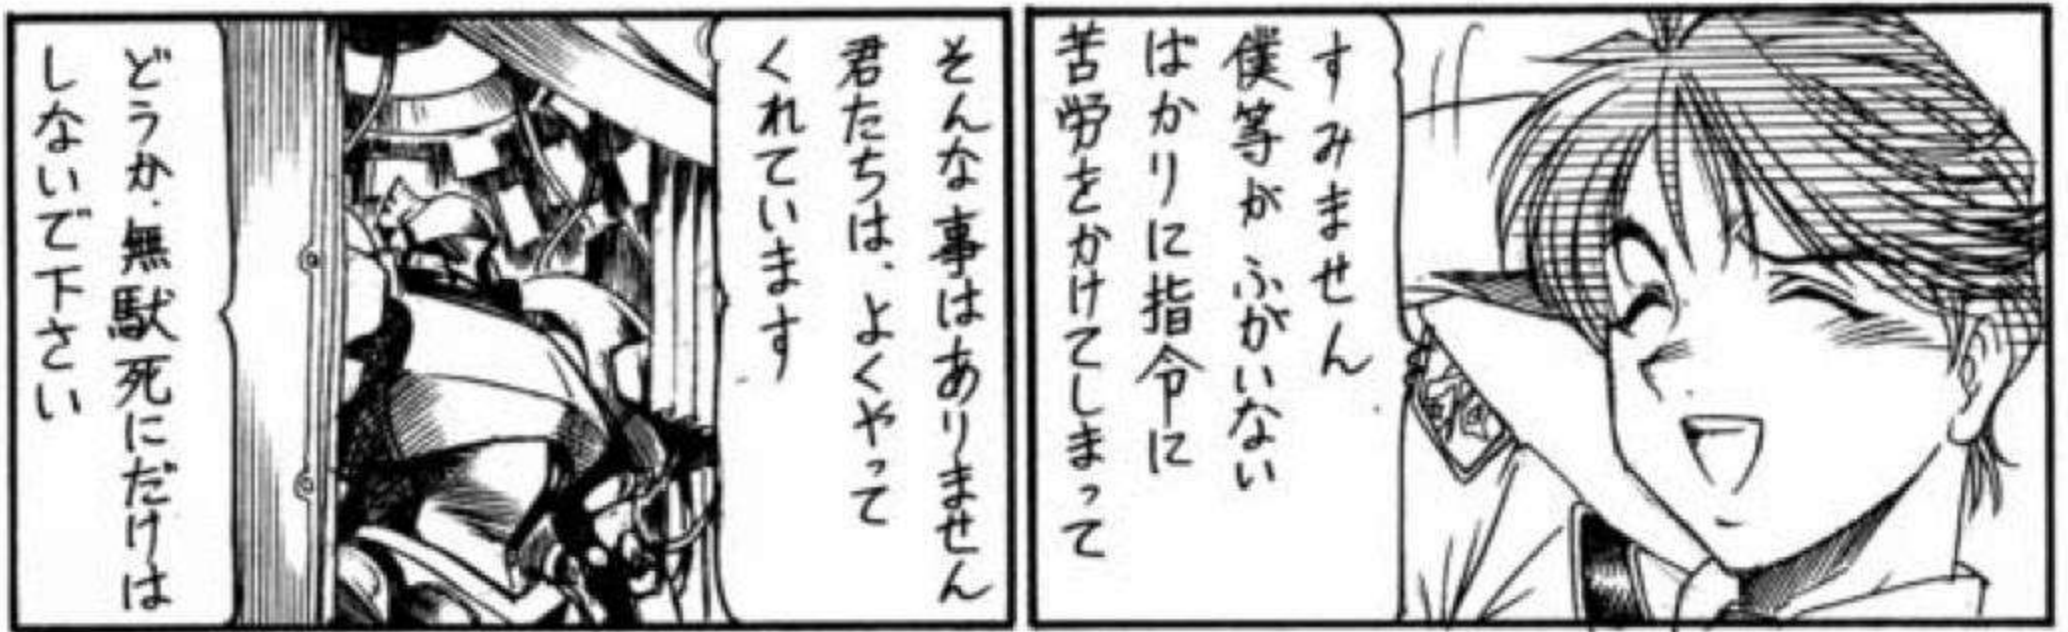 すみません
僕等が ふがいない
ばかりに指令に
苦労をかけてしまって
そんな事はありません
君たちは、よくやって
くれています
どうか、無駄死にだけは
しないで下さい